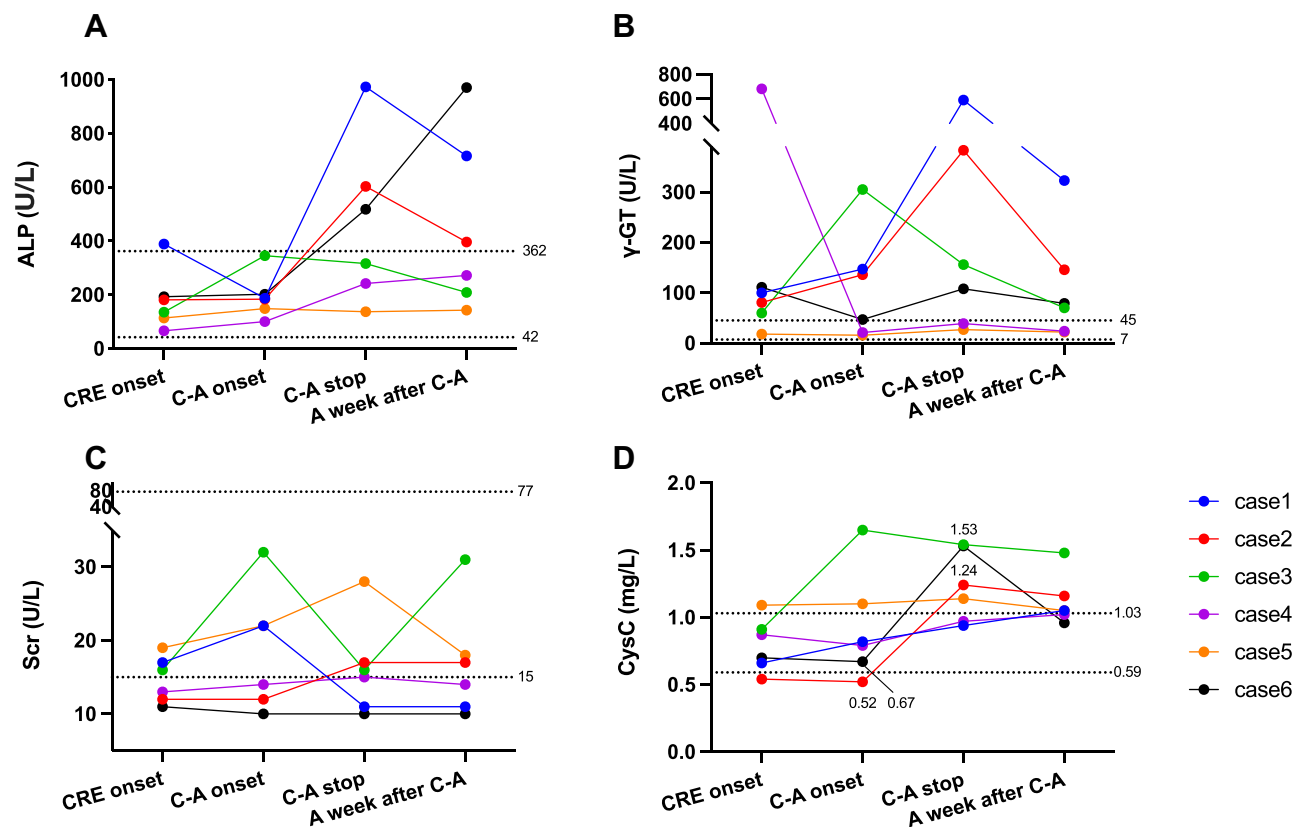 A
ALP (U/L)
1000
800
600
400
200
0
362
42
CRE onset
C-A onset
C-A stop
A week after C-A
B
γ-GT (U/L)
800
600
400
300
200
100
0
45
7
CRE onset
C-A onset
C-A stop
A week after C-A
C
Scr (U/L)
80
40
30
20
10
77
15
CRE onset
C-A onset
C-A stop
A week after C-A
D
CysC (mg/L)
2.0
1.5
1.0
0.5
0.0
1.53
1.24
0.52
0.67
1.03
0.59
CRE onset
C-A onset
C-A stop
A week after C-A
case1
case2
case3
case4
case5
case6